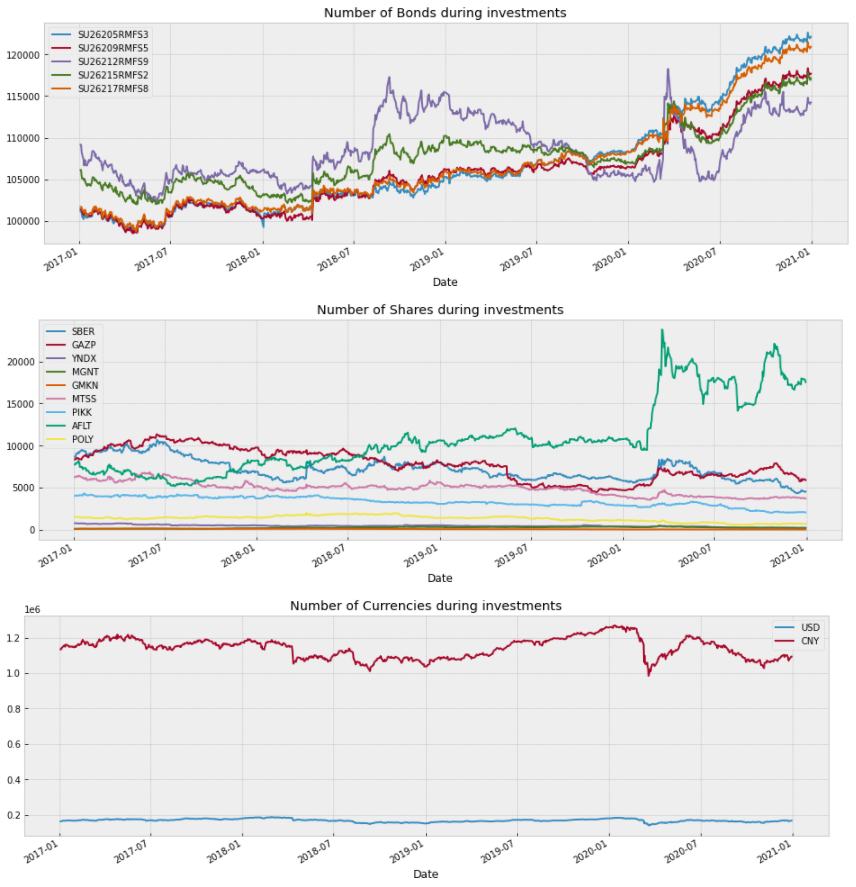 Number of Bonds during investments
SU26205RMFS3
SU26209RMFS5
SU26212RMFS9
SU26215RMFS2
SU26217RMFS8
120000
115000
110000
105000
100000
2017-01
2017-07
2018-01
2018-07
2019-01
2019-07
2020-01
2020-07
2021-01
Date
Number of Shares during investments
SBER
GAZP
YNDX
MGNT
GMKN
MTSS
PIKK
AFLT
POLY
20000
15000
10000
5000
0
2017-01
2017-07
2018-01
2018-07
2019-01
2019-07
2020-01
2020-07
2021-01
Date
Number of Currencies during investments
1e6
USD
CNY
1.2
1.0
0.8
0.6
0.4
0.2
2017-01
2017-07
2018-01
2018-07
2019-01
2019-07
2020-01
2020-07
2021-01
Date